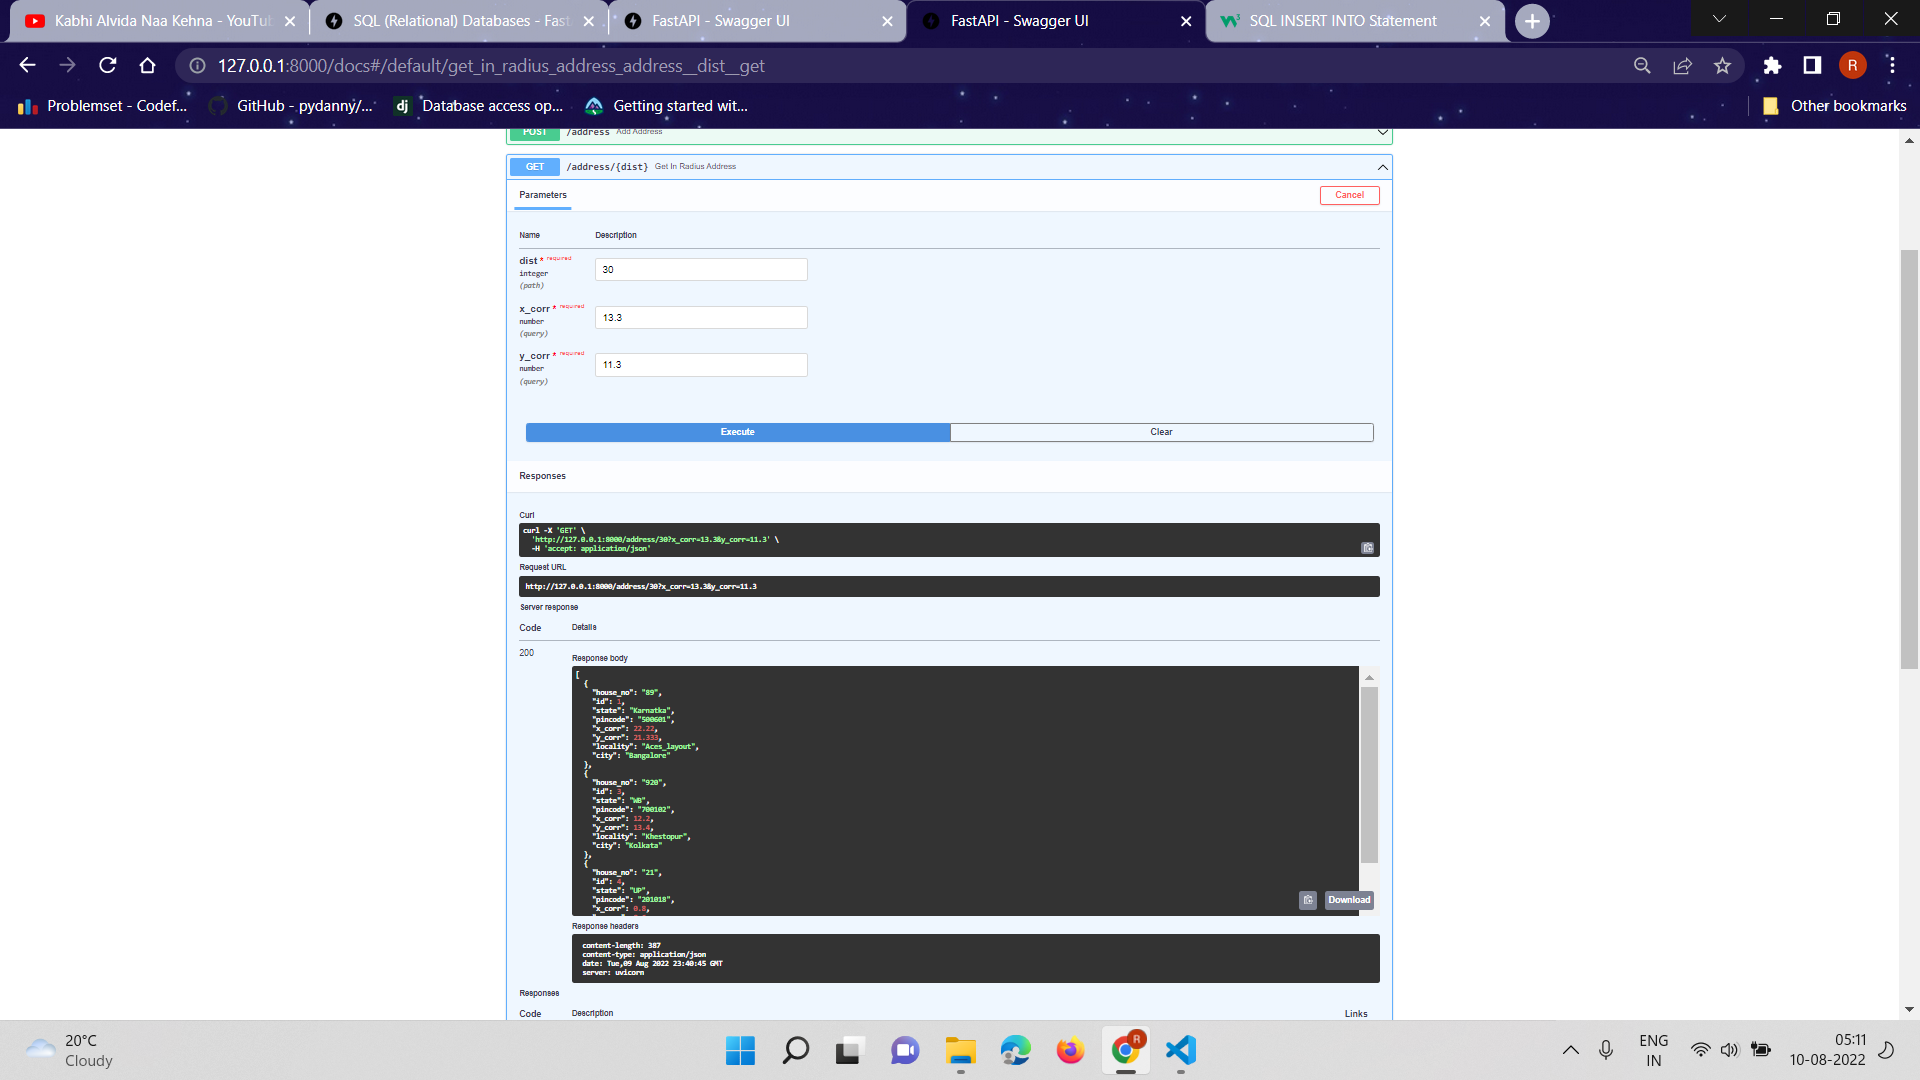 Kabhi Alvida Naa Kehna - YouTu
SQL (Relational) Databases - Fast
FastAPI - Swagger UI
FastAPI - Swagger UI
SQL INSERT INTO Statement
127.0.0.1:8000/docs#/default/get_in_radius_address_address__dist__get
R
Problemset - Codef...
GitHub - pydanny/...
dj Database access op...
Getting started wit...
Other bookmarks
POST /address Add Address
GET /address/{dist} Get In Radius Address
Parameters
Cancel
Name Description
dist * required
integer
(path)
30
x_corr * required
number
(query)
13.3
y_corr * required
number
(query)
11.3
Execute
Clear
Responses
Curl
curl -X 'GET' \
'http://127.0.0.1:8000/address/30?x_corr=13.3&y_corr=11.3' \
-H 'accept: application/json'
Request URL
http://127.0.0.1:8000/address/30?x_corr=13.3&y_corr=11.3
Server response
Code Details
200
Response body
[
{
"house_no": "89",
"id": 1,
"state": "Karnatka",
"pincode": "500601",
"x_corr": 22.22,
"y_corr": 21.333,
"locality": "Aces_layout",
"city": "Bangalore"
},
{
"house_no": "920",
"id": 3,
"state": "WB",
"pincode": "700102",
"x_corr": 12.2,
"y_corr": 13.4,
"locality": "Khestopur",
"city": "Kolkata"
},
{
"house_no": "21",
"id": 4,
"state": "UP",
"pincode": "201018",
"x_corr": 0.8,
Download
Response headers
content-length: 387
content-type: application/json
date: Tue,09 Aug 2022 23:40:45 GMT
server: uvicorn
Responses
Code Description Links
20°C
Cloudy
R
ENG
IN
05:11
10-08-2022